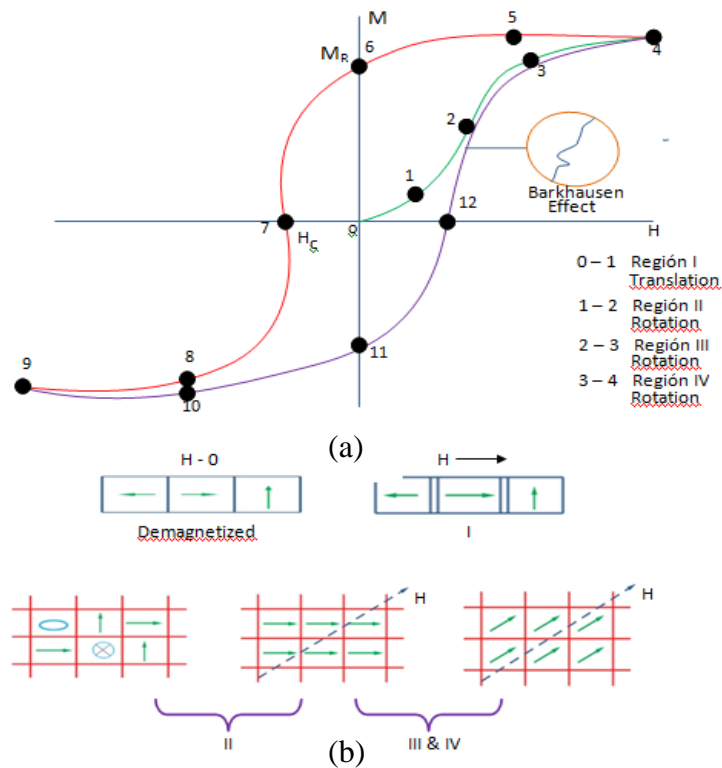 M
5
M_R
6
4
3
2
1
Barkhausen
Effect
12
7
H_C
0
H
0 – 1 Región I
Translation
1 – 2 Región II
Rotation
2 – 3 Región III
Rotation
3 – 4 Región IV
Rotation
9
8
10
11
(a)
H - 0
H
Demagnetized
I
H
H
II
III & IV
(b)